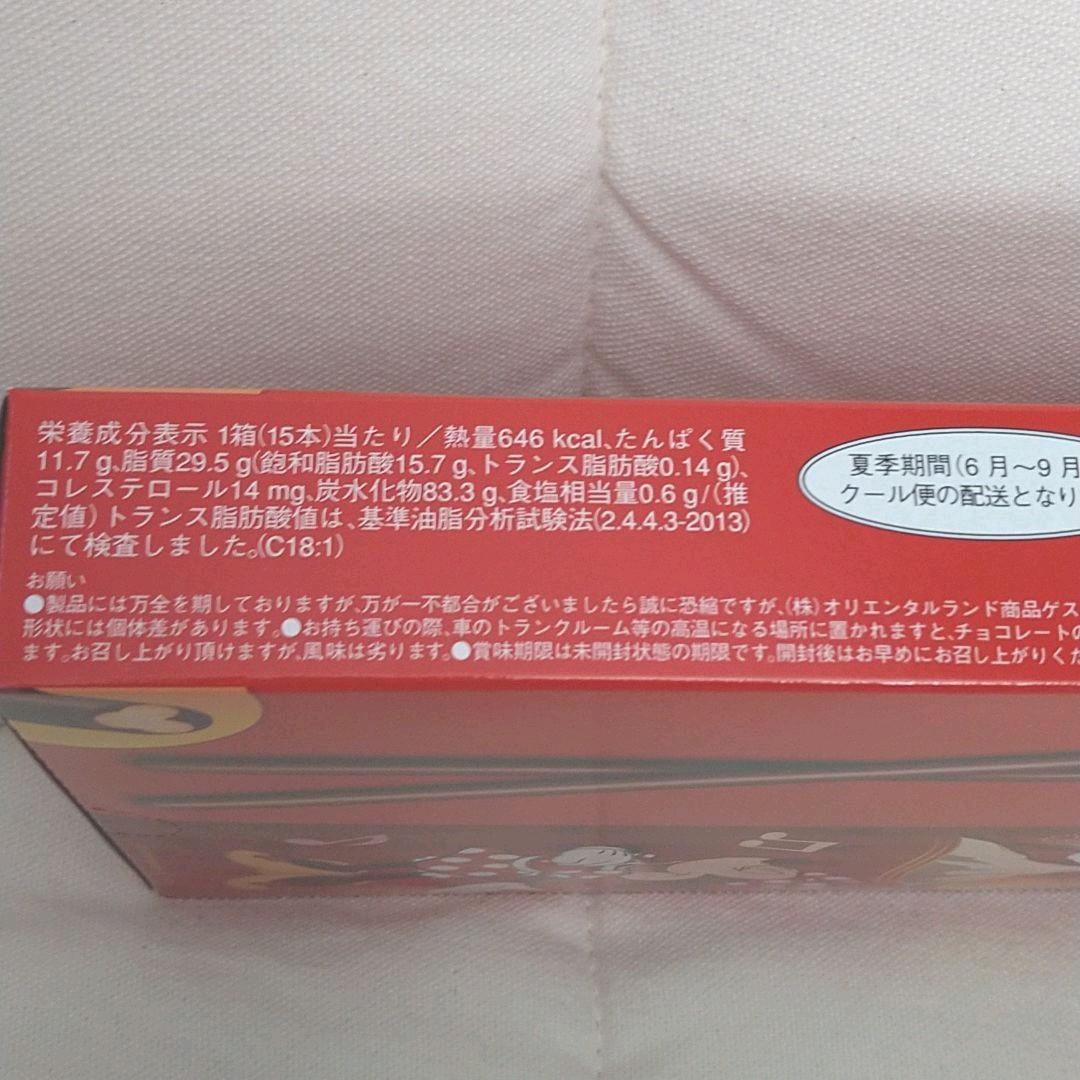 栄養成分表示 1箱(15本)当たり／熱量646 kcal、たんぱく質
11.7 g、脂質29.5 g(飽和脂肪酸15.7 g、トランス脂肪酸0.14 g)、
コレステロール14 mg、炭水化物83.3 g、食塩相当量0.6 g/(推
定値)トランス脂肪酸値は、基準油脂分析試験法(2.4.4.3-2013)
にて検査しました。(C18:1)
夏季期間(6月〜9月
クール便の配送となり
お願い
●製品には万全を期しておりますが、万が一不都合がございましたら誠に恐縮ですが、(株)オリエンタルランド商品ゲス
形状には個体差があります。●お持ち運びの際、車のトランクルーム等の高温になる場所に置かれますと、チョコレートの
ます。お召し上がり頂けますが、風味は劣ります。●賞味期限は未開封状態の期限です。開封後はお早めにお召し上がりくだ